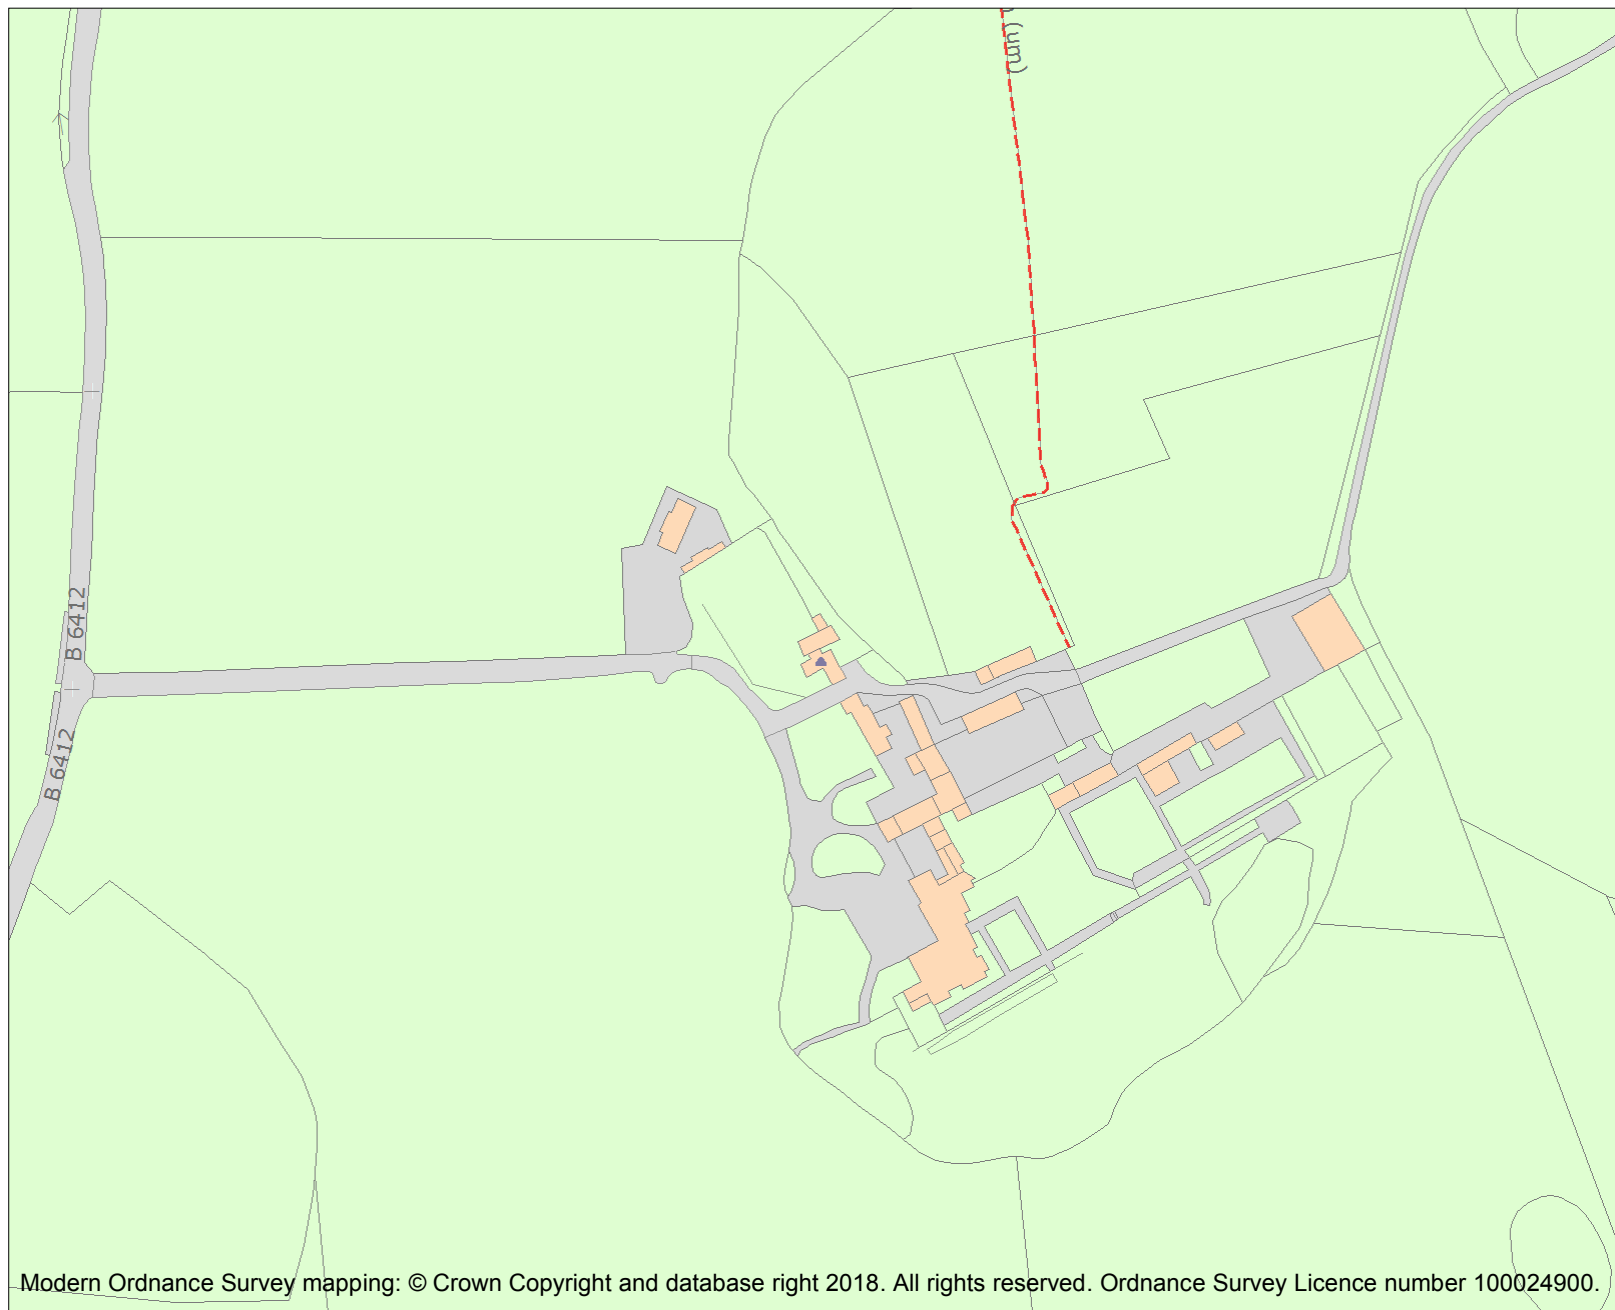 (um)
B 6412
B 6412
Modern Ordnance Survey mapping: © Crown Copyright and database right 2018. All rights reserved. Ordnance Survey Licence number 100024900.